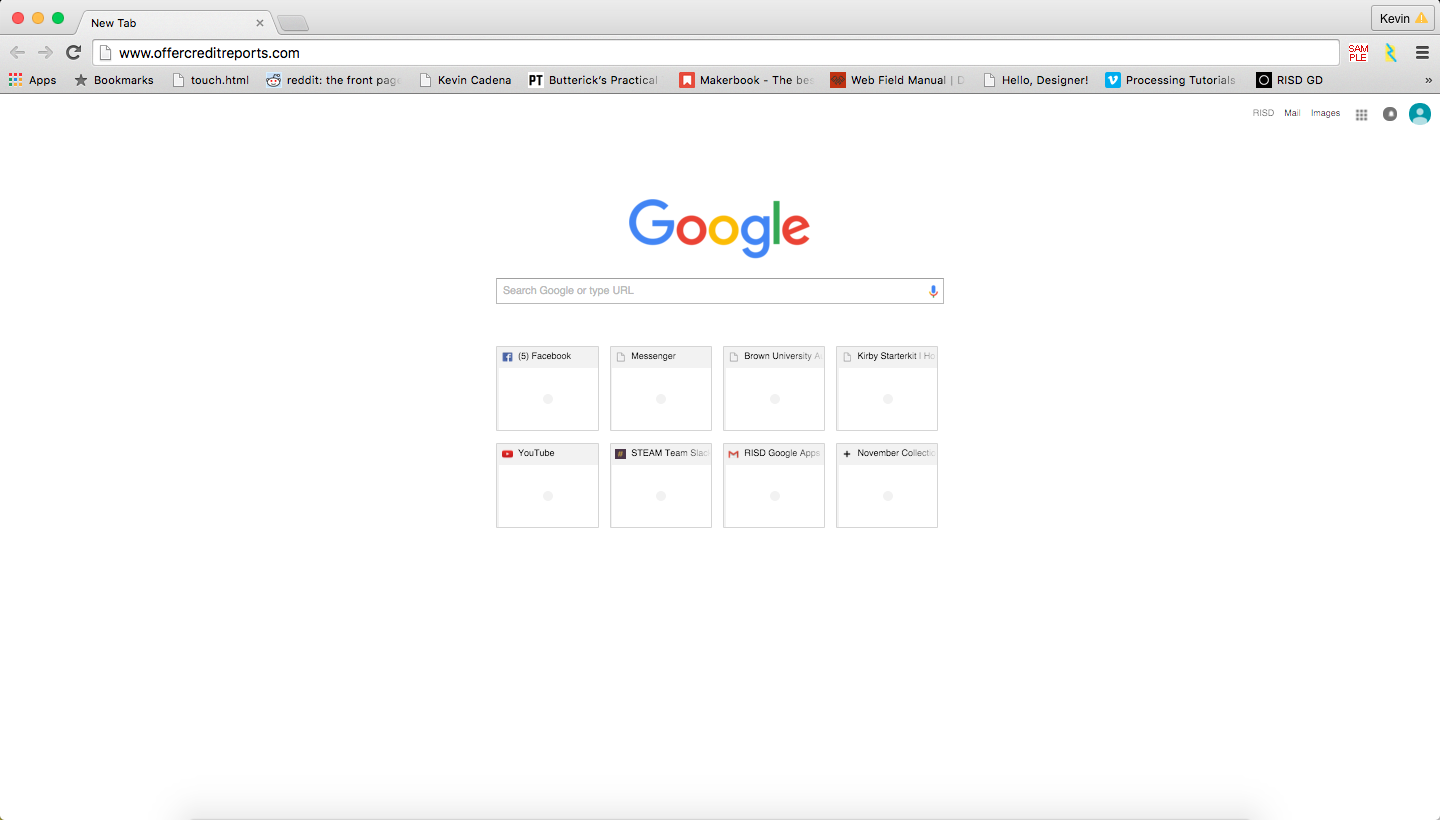 New Tab
Kevin
www.offercreditreports.com
SAM
PLE
Apps Bookmarks touch.html reddit: the front page Kevin Cadena PT Butterick's Practical Makerbook - The bes Web Field Manual | D Hello, Designer! Processing Tutorials RISD GD »
RISD Mail Images
Google
Search Google or type URL
(5) Facebook Messenger Brown University A Kirby Starterkit | Ho
YouTube STEAM Team Slac RISD Google Apps November Collectio